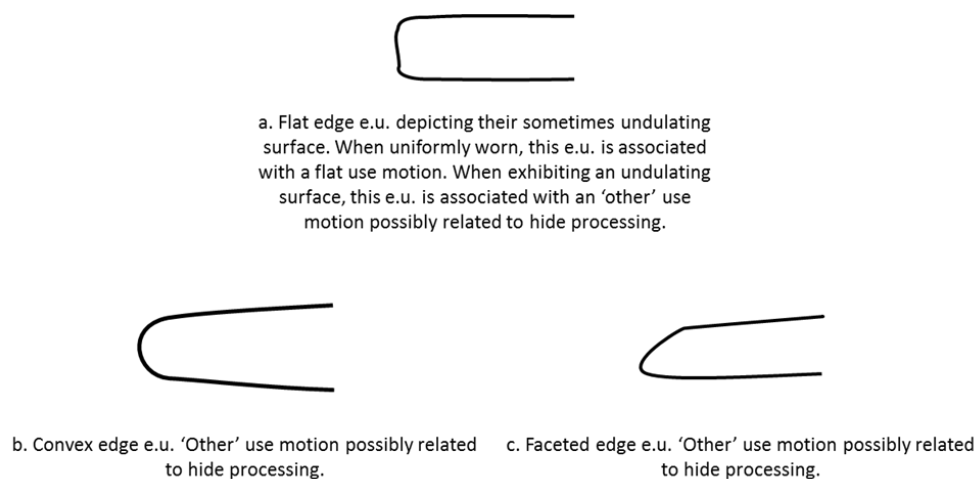 a. Flat edge e.u. depicting their sometimes undulating
surface. When uniformly worn, this e.u. is associated
with a flat use motion. When exhibiting an undulating
surface, this e.u. is associated with an ‘other’ use
motion possibly related to hide processing.
b. Convex edge e.u. ‘Other’ use motion possibly related
to hide processing.
c. Faceted edge e.u. ‘Other’ use motion possibly related
to hide processing.